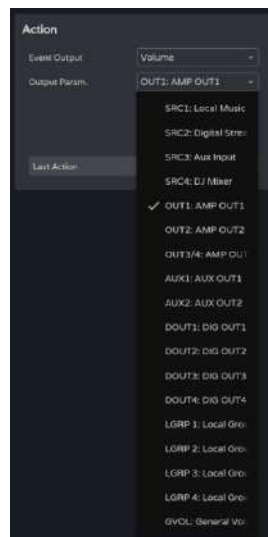 Action
Event Output
Volume
Output Param.
OUT1: AMP OUT1
SRC1: Local Music
SRC2: Digital Stre
SRC3: Aux Input
SRC4: DJ Mixer
Last Action
✓ OUT1: AMP OUT1
OUT2: AMP OUT2
OUT3/4: AMP OU
AUX1: AUX OUT1
AUX2: AUX OUT2
DOUT1: DIG OUT1
DOUT2: DIG OUT2
DOUT3: DIG OUT3
DOUT4: DIG OUT4
LGRP 1: Local Gro
LGRP 2: Local Gro
LGRP 3: Local Gro
LGRP 4: Local Gro
GVOL: General Vo